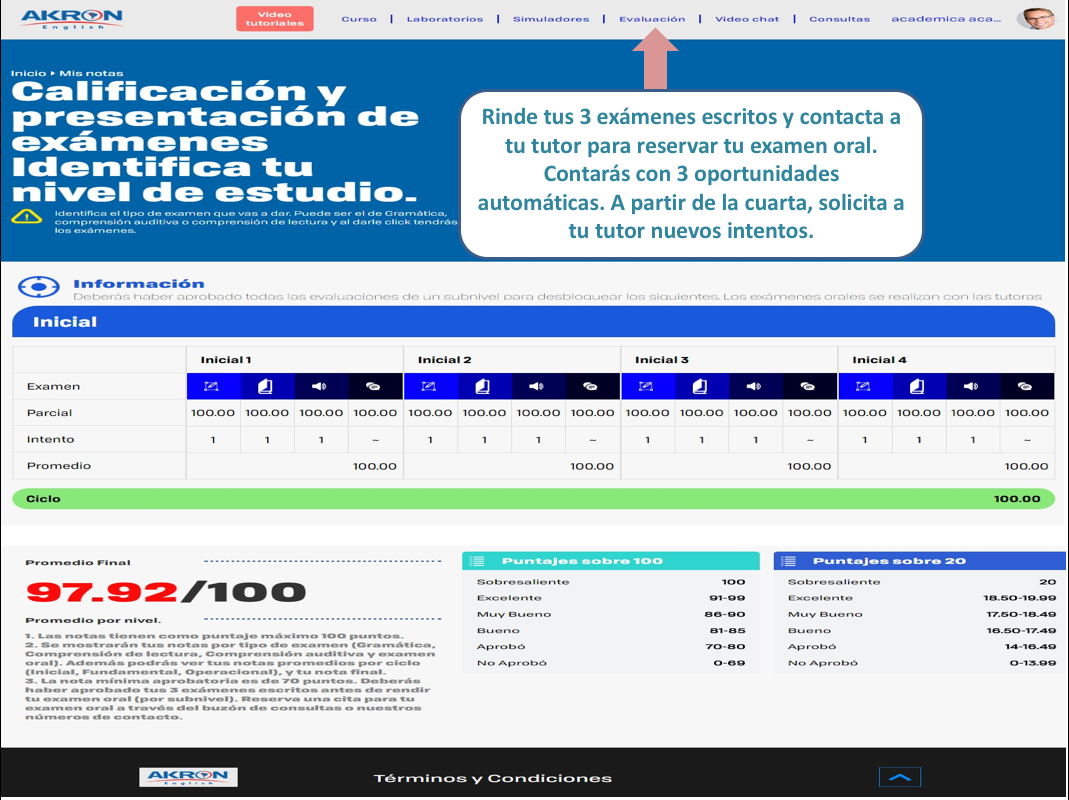 AKRON
English
Video
tutoriales
Curso | Laboratorios | Simuladores | Evaluación | Video chat | Consultas academica aca...
Inicio ▸ Mis notas
Calificación y
presentación de
exámenes
Identifica tu
nivel de estudio.
Identifica el tipo de examen que vas a dar. Puede ser el de Gramática,
comprensión auditiva o comprensión de lectura y al darle click tendrás
los exámenes.
Rinde tus 3 exámenes escritos y contacta a
tu tutor para reservar tu examen oral.
Contarás con 3 oportunidades
automáticas. A partir de la cuarta, solicita a
tu tutor nuevos intentos.
Información
Deberás haber aprobado todas las evaluaciones de un subnivel para desbloquear los siguientes. Los exámenes orales se realizan con las tutoras
Inicial
Inicial 1 Inicial 2 Inicial 3 Inicial 4
Examen
Parcial 100.00 100.00 100.00 100.00 100.00 100.00 100.00 100.00 100.00 100.00 100.00 100.00 100.00 100.00 100.00 100.00
Intento 1 1 1 ~ 1 1 1 ~ 1 1 1 ~ 1 1 1 ~
Promedio 100.00 100.00 100.00 100.00
Ciclo 100.00
Promedio Final
97.92/100
Promedio por nivel.
1. Las notas tienen como puntaje máximo 100 puntos.
2. Se mostrarán tus notas por tipo de examen (Gramática,
Comprensión de lectura, Comprensión auditiva y examen
oral). Además podrás ver tus notas promedios por ciclo
(Inicial, Fundamental, Operacional), y tu nota final.
3. La nota mínima aprobatoria es de 70 puntos. Deberás
haber aprobado tus 3 exámenes escritos antes de rendir
tu examen oral (por subnivel). Reserva una cita para tu
examen oral a través del buzón de consultas o nuestros
números de contacto.
Puntajes sobre 100
Sobresaliente 100
Excelente 91-99
Muy Bueno 86-90
Bueno 81-85
Aprobó 70-80
No Aprobó 0-69
Puntajes sobre 20
Sobresaliente 20
Excelente 18.50-19.99
Muy Bueno 17.50-18.49
Bueno 16.50-17.49
Aprobó 14-16.49
No Aprobó 0-13.99
AKRON
English
Términos y Condiciones